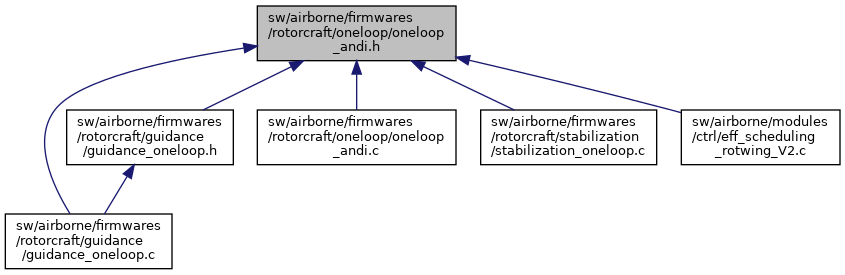 sw/airborne/firmwares
/rotorcraft/oneloop/oneloop
_andi.h
sw/airborne/firmwares
/rotorcraft/guidance
/guidance_oneloop.h
sw/airborne/firmwares
/rotorcraft/oneloop/oneloop
_andi.c
sw/airborne/firmwares
/rotorcraft/stabilization
/stabilization_oneloop.c
sw/airborne/modules
/ctrl/eff_scheduling
_rotwing_V2.c
sw/airborne/firmwares
/rotorcraft/guidance
/guidance_oneloop.c